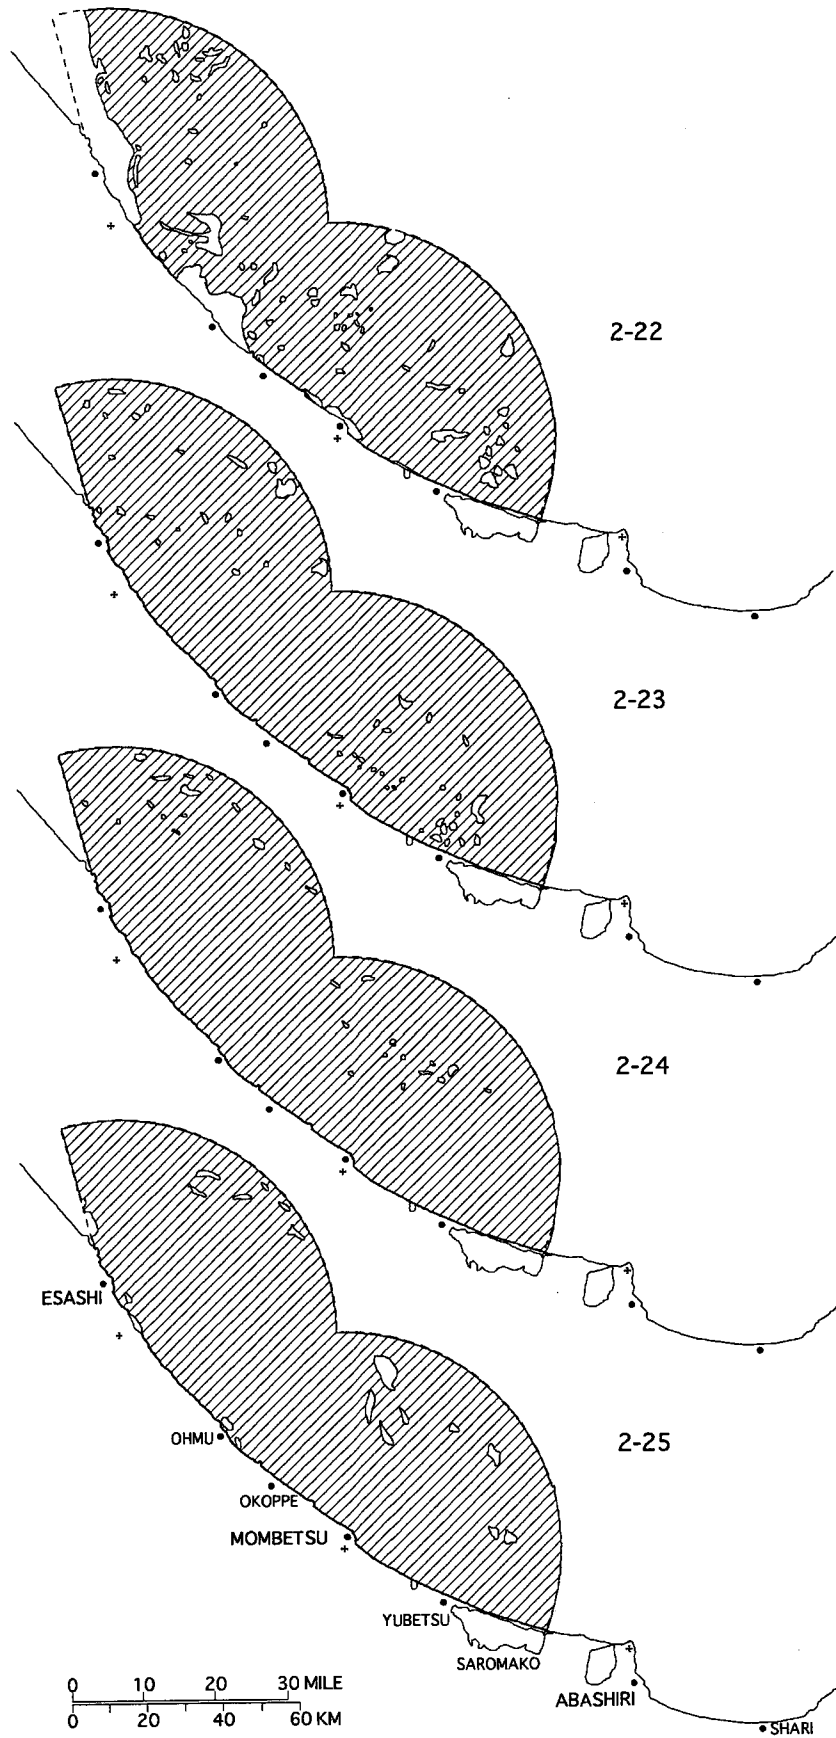 2-22
2-23
2-24
2-25
ESASHI
OHMU
OKOPPE
MOMBETSU
YUBETSU
SAROMAKO
ABASHIRI
SHARI
0 10 20 30 MILE
0 20 40 60 KM